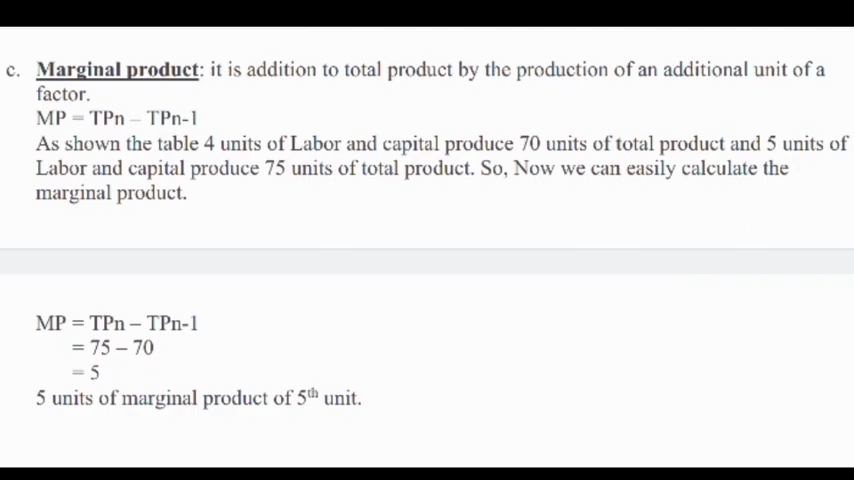 c. Marginal product: it is addition to total product by the production of an additional unit of a
factor.
MP = TPn – TPn-1
As shown the table 4 units of Labor and capital produce 70 units of total product and 5 units of
Labor and capital produce 75 units of total product. So, Now we can easily calculate the
marginal product.
MP = TPn – TPn-1
= 75 – 70
= 5
5 units of marginal product of 5th unit.